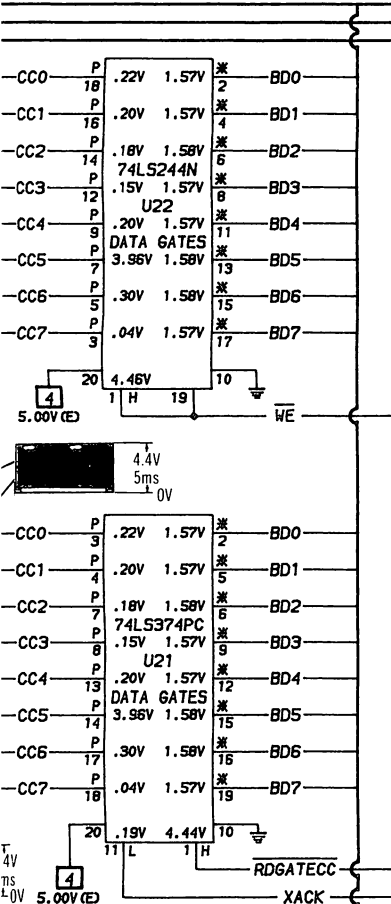 P ※
CC0 .22V 1.57V BD0
18 2
P ※
CC1 .20V 1.57V BD1
16 4
P ※
CC2 .18V 1.58V BD2
14 6
74LS244N
P ※
CC3 .15V 1.57V BD3
12 8
U22
P ※
CC4 .20V 1.57V BD4
9 11
DATA GATES
P ※
CC5 3.96V 1.58V BD5
7 13
P ※
CC6 .30V 1.58V BD6
5 15
P ※
CC7 .04V 1.57V BD7
3 17
20 4.46V 10
4 1 H 19
5.00V(E) WE
4.4V
5ms
0V
P ※
CC0 .22V 1.57V BD0
3 2
P ※
CC1 .20V 1.57V BD1
4 5
P ※
CC2 .18V 1.58V BD2
7 6
74LS374PC
P ※
CC3 .15V 1.57V BD3
8 9
U21
P ※
CC4 .20V 1.57V BD4
13 12
DATA GATES
P ※
CC5 3.96V 1.58V BD5
14 15
P ※
CC6 .30V 1.58V BD6
17 16
P ※
CC7 .04V 1.57V BD7
18 19
20 .19V 4.44V 10
11 L 1 H
4V
RDGATECC
ms 4
0V 5.00V(E) XACK